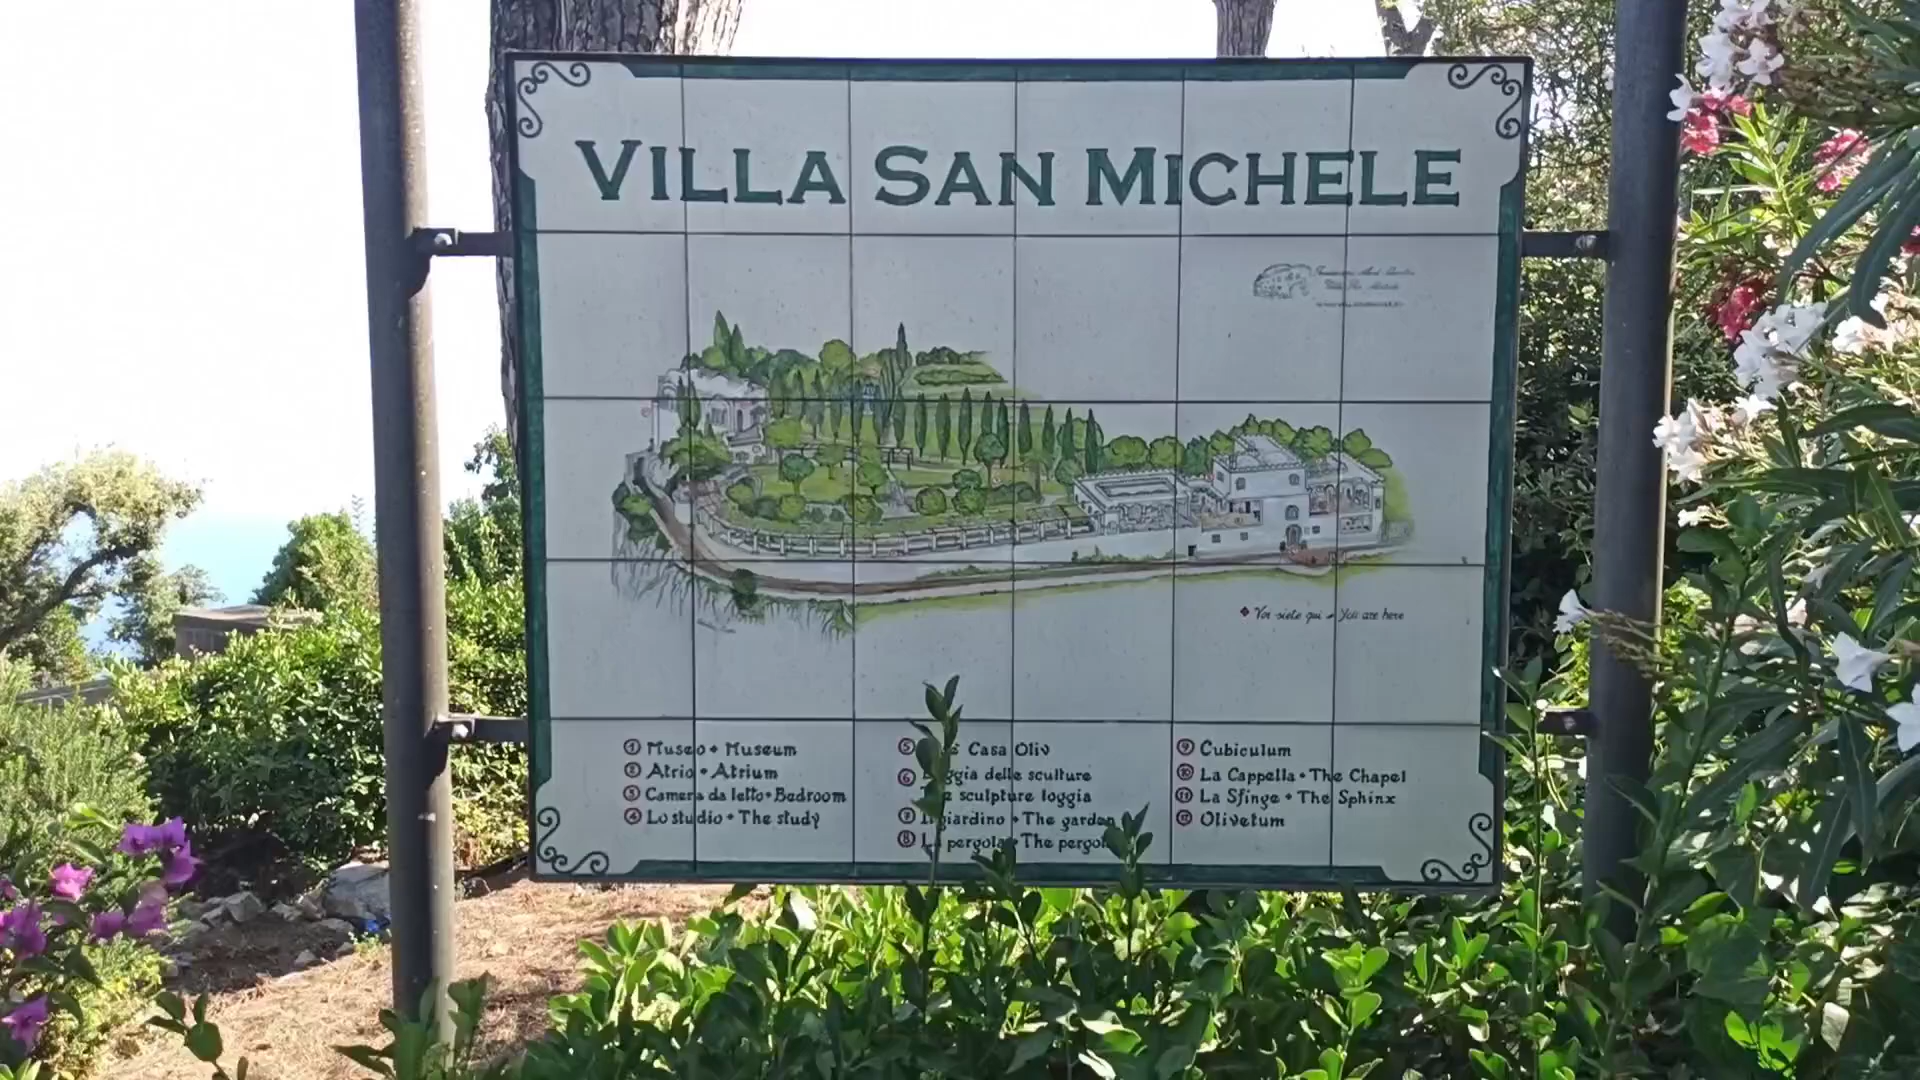 VILLA SAN MICHELE
Voi siete qui • You are here
1 Museo • Museum
2 Atrio • Atrium
3 Camera da letto • Bedroom
4 Lo studio • The study
5 Casa Oliv
6 Loggia delle sculture
The sculpture loggia
7 Il giardino • The garden
8 La pergola • The pergola
9 Cubiculum
10 La Cappella • The Chapel
11 La Sfinge • The Sphinx
12 Olivetum